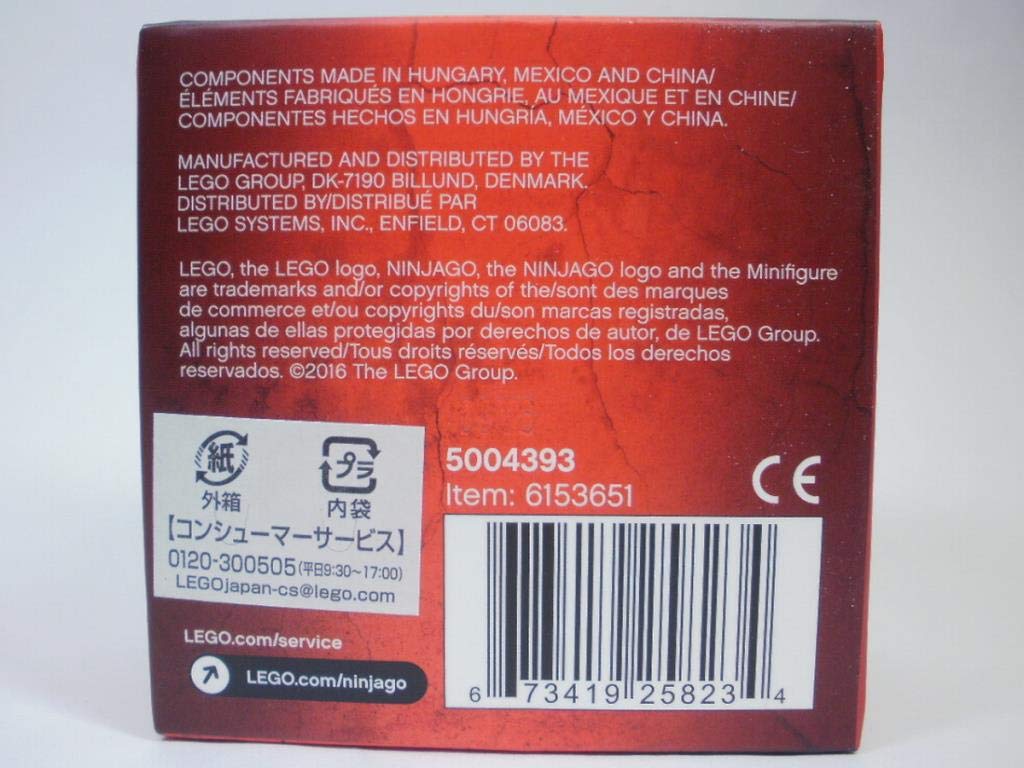 COMPONENTS MADE IN HUNGARY, MEXICO AND CHINA/
ÉLÉMENTS FABRIQUÉS EN HONGRIE, AU MEXIQUE ET EN CHINE/
COMPONENTES HECHOS EN HUNGRIA, MÉXICO Y CHINA.
MANUFACTURED AND DISTRIBUTED BY THE
LEGO GROUP, DK-7190 BILLUND, DENMARK.
DISTRIBUTED BY/DISTRIBUÉ PAR
LEGO SYSTEMS, INC., ENFIELD, CT 06083.
LEGO, the LEGO logo, NINJAGO, the NINJAGO logo and the Minifigure
are trademarks and/or copyrights of the/sont des marques
de commerce et/ou copyrights du/son marcas registradas,
algunas de ellas protegidas por derechos de autor, de LEGO Group.
All rights reserved/Tous droits réservés/Todos los derechos
reservados. ©2016 The LEGO Group.
紙 プラ
外箱 内袋
【コンシューマーサービス】
0120-300505(平日9:30～17:00)
LEGOjapan-cs@lego.com
LEGO.com/service
LEGO.com/ninjago
5004393
Item: 6153651
CE
6 73419 25823 4